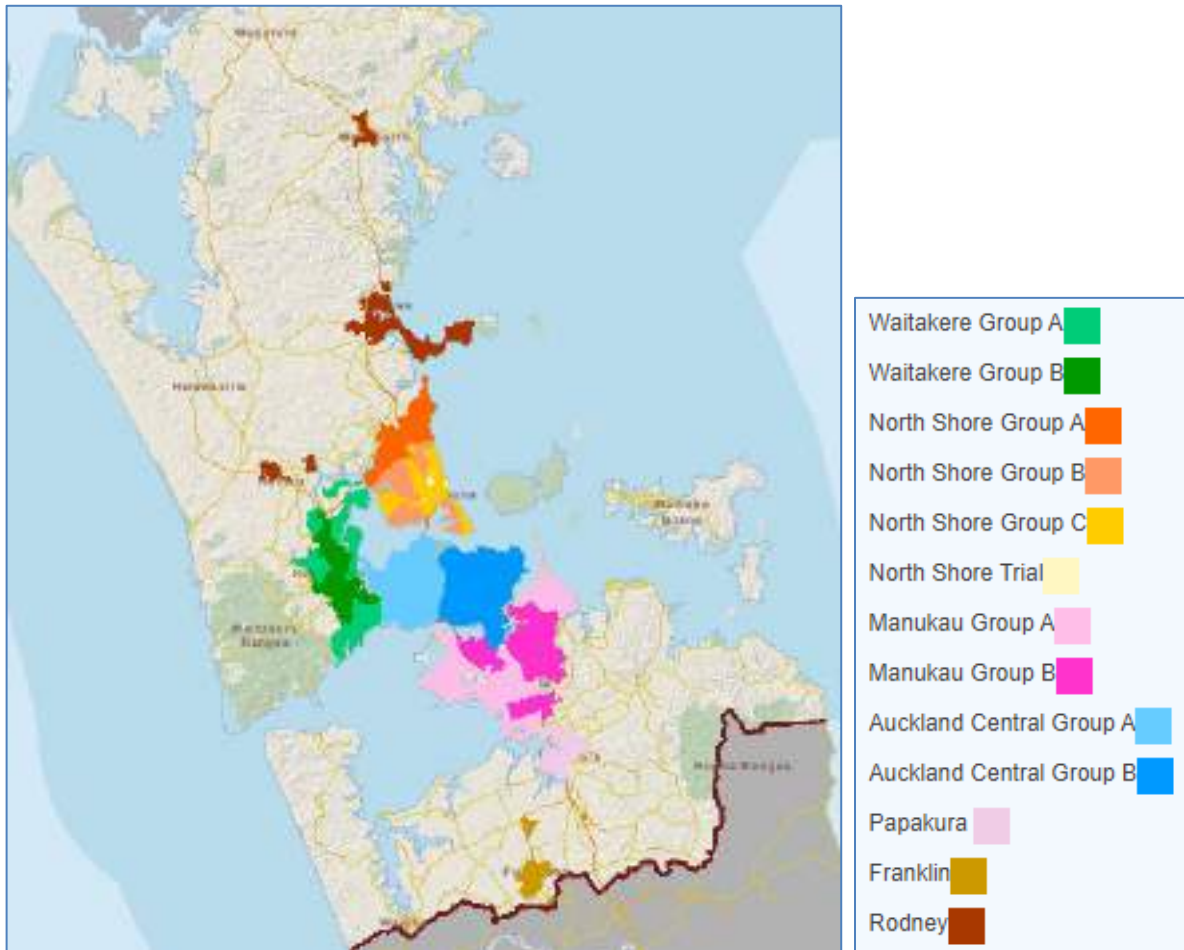 Waitakere Group A
Waitakere Group B
North Shore Group A
North Shore Group B
North Shore Group C
North Shore Trial
Manukau Group A
Manukau Group B
Auckland Central Group A
Auckland Central Group B
Papakura
Franklin
Rodney